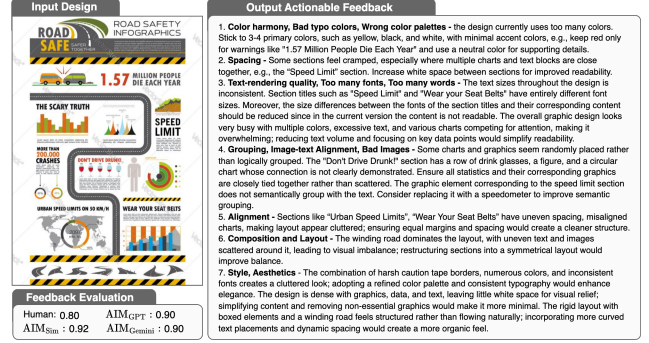 Input Design
ROAD SAFE
SAFER TOGETHER
ROAD SAFETY
INFOGRAPHICS
1.57 MILLION PEOPLE
DIE EACH YEAR
THE SCARY TRUTH
SPEED
LIMIT
MORE THAN
200,000
CRASHES
DON'T DRIVE DRUNK!
URBAN SPEED LIMITS ON 50 KM/H
WEAR YOUR SEAT BELTS
Feedback Evaluation
Human: 0.80 AIM GPT : 0.90
AIM Sim : 0.92 AIM Gemini : 0.90
Output Actionable Feedback
1. Color harmony, Bad typo colors, Wrong color palettes - the design currently uses too many colors.
Stick to 3-4 primary colors, such as yellow, black, and white, with minimal accent colors, e.g., keep red only
for warnings like "1.57 Million People Die Each Year" and use a neutral color for supporting details.
2. Spacing - Some sections feel cramped, especially where multiple charts and text blocks are close
together, e.g., the "Speed Limit" section. Increase white space between sections for improved readability.
3. Text-rendering quality, Too many fonts, Too many words - The text sizes throughout the design is
inconsistent. Section titles such as "Speed Limit" and "Wear your Seat Belts" have entirely different font
sizes. Moreover, the size differences between the fonts of the section titles and their corresponding content
should be reduced since in the current version the content is not readable. The overall graphic design looks
very busy with multiple colors, excessive text, and various charts competing for attention, making it
overwhelming; reducing text volume and focusing on key data points would simplify readability.
4. Grouping, Image-text Alignment, Bad Images - Some charts and graphics seem randomly placed rather
than logically grouped. The "Don't Drive Drunk!" section has a row of drink glasses, a figure, and a circular
chart whose connection is not clearly demonstrated. Ensure all statistics and their corresponding graphics
are closely tied together rather than scattered. The graphic element corresponding to the speed limit section
does not semantically group with the text. Consider replacing it with a speedometer to improve semantic
grouping.
5. Alignment - Sections like "Urban Speed Limits", "Wear Your Seat Belts" have uneven spacing, misaligned
charts, making layout appear cluttered; ensuring equal margins and spacing would create a cleaner structure.
6. Composition and Layout - The winding road dominates the layout, with uneven text and images
scattered around it, leading to visual imbalance; restructuring sections into a symmetrical layout would
improve balance.
7. Style, Aesthetics - The combination of harsh caution tape borders, numerous colors, and inconsistent
fonts creates a cluttered look; adopting a refined color palette and consistent typography would enhance
elegance. The design is dense with graphics, data, and text, leaving little white space for visual relief;
simplifying content and removing non-essential graphics would make it more minimal. The rigid layout with
boxed elements and a winding road feels structured rather than flowing naturally; incorporating more curved
text placements and dynamic spacing would create a more organic feel.